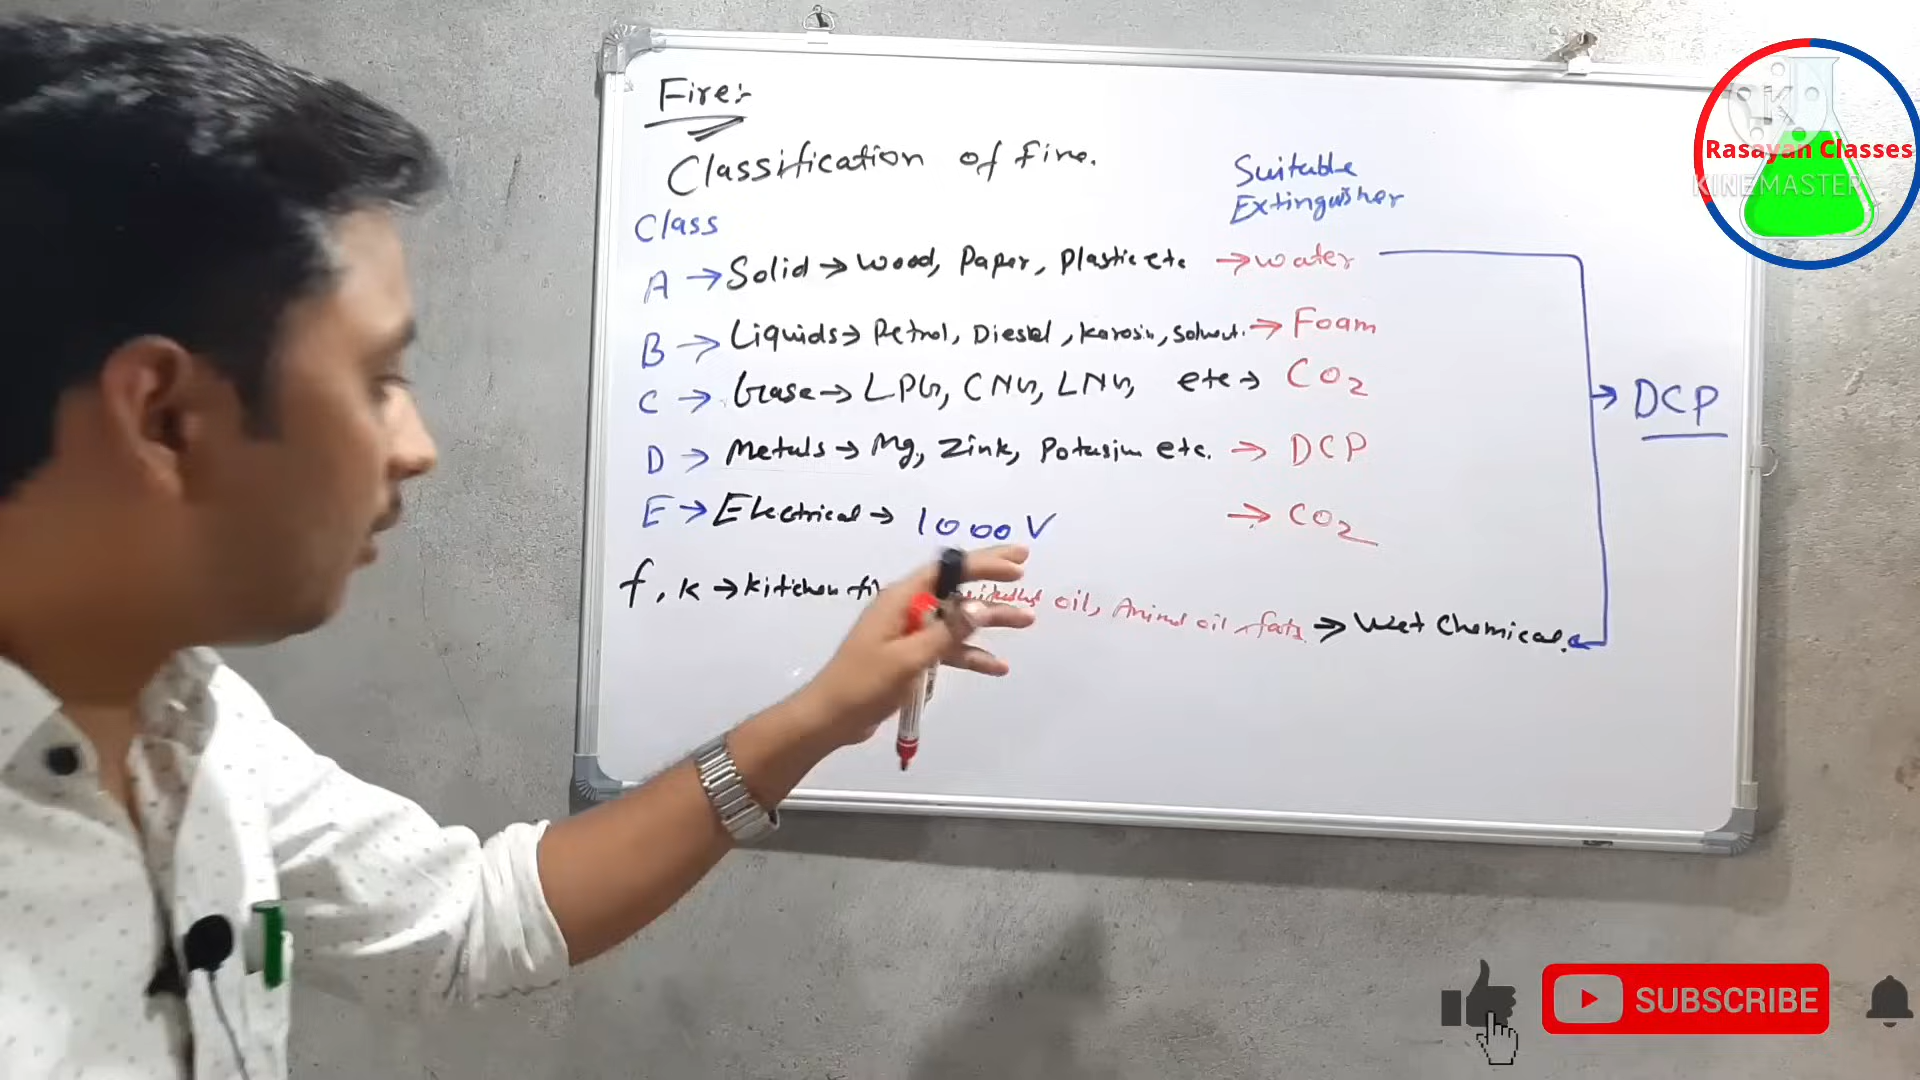 Fire:-
Classification of fire.
Suitable
Extinguisher
Class
A → Solid → Wood, Paper, Plastic etc → water
B → Liquids → Petrol, Diesel, Karosin, Solvent. → Foam
C → Gase → LPG, CNG, LNG, etc → CO2
D → Metals → Mg, Zink, Potasium etc. → DCP
E → Electrical → 1000 V → CO2
f, K → Kitchen oil, Animal oil, fats → Wet Chemical.
→ DCP
K
Rasayan Classes
KINEMASTER
SUBSCRIBE